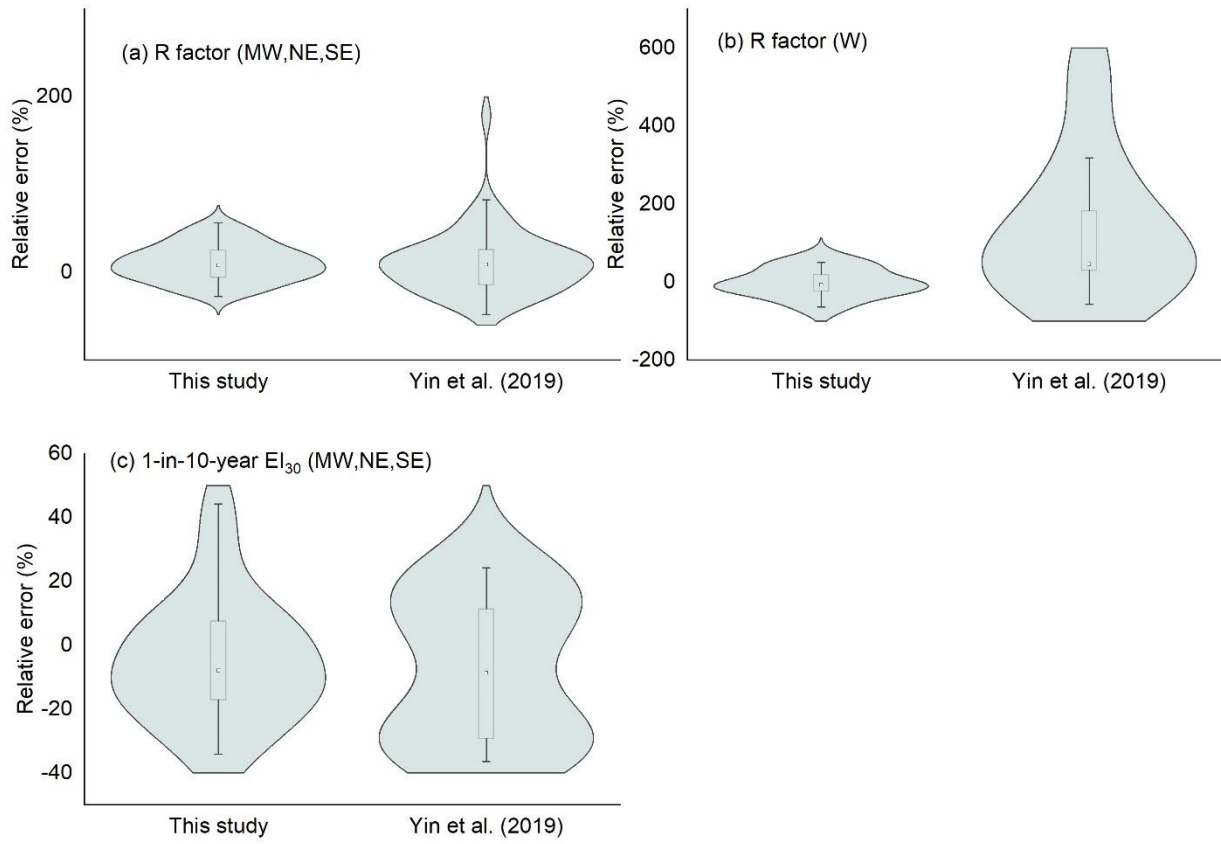 (a) R factor (MW,NE,SE)
Relative error (%)
200
0
This study
Yin et al. (2019)
(b) R factor (W)
Relative error (%)
600
400
200
0
-200
This study
Yin et al. (2019)
(c) 1-in-10-year EI30 (MW,NE,SE)
Relative error (%)
60
40
20
0
-20
-40
This study
Yin et al. (2019)